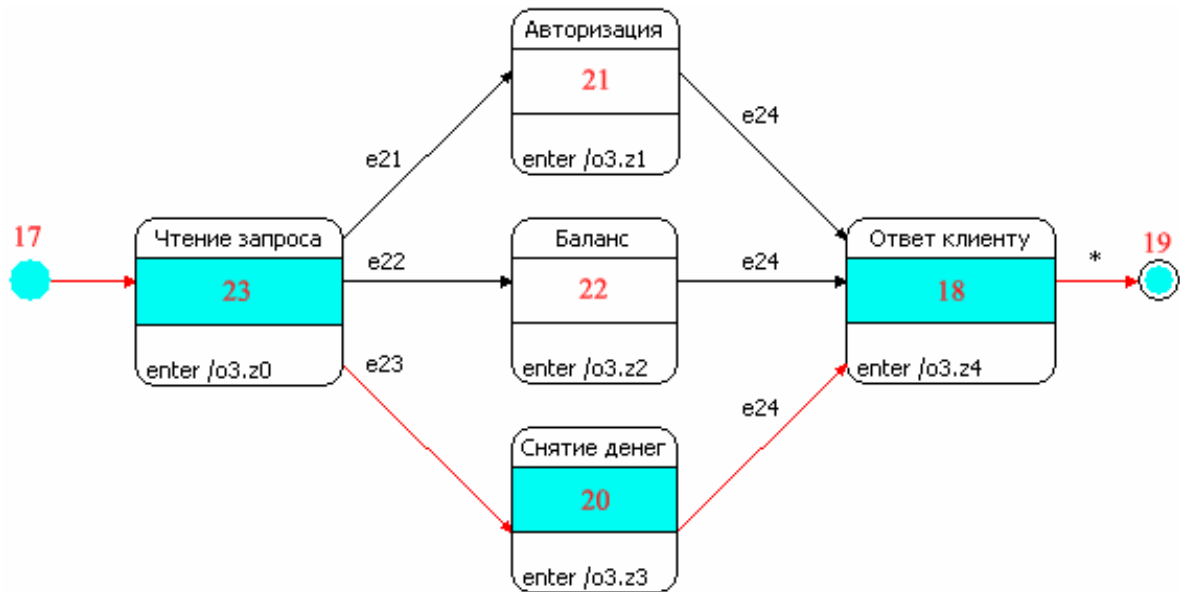 Авторизация
21
enter /o3.z1
e21
e24
17
Чтение запроса
23
enter /o3.z0
e22
Баланс
22
enter /o3.z2
e24
Ответ клиенту
18
enter /o3.z4
*
19
e23
e24
Снятие денег
20
enter /o3.z3